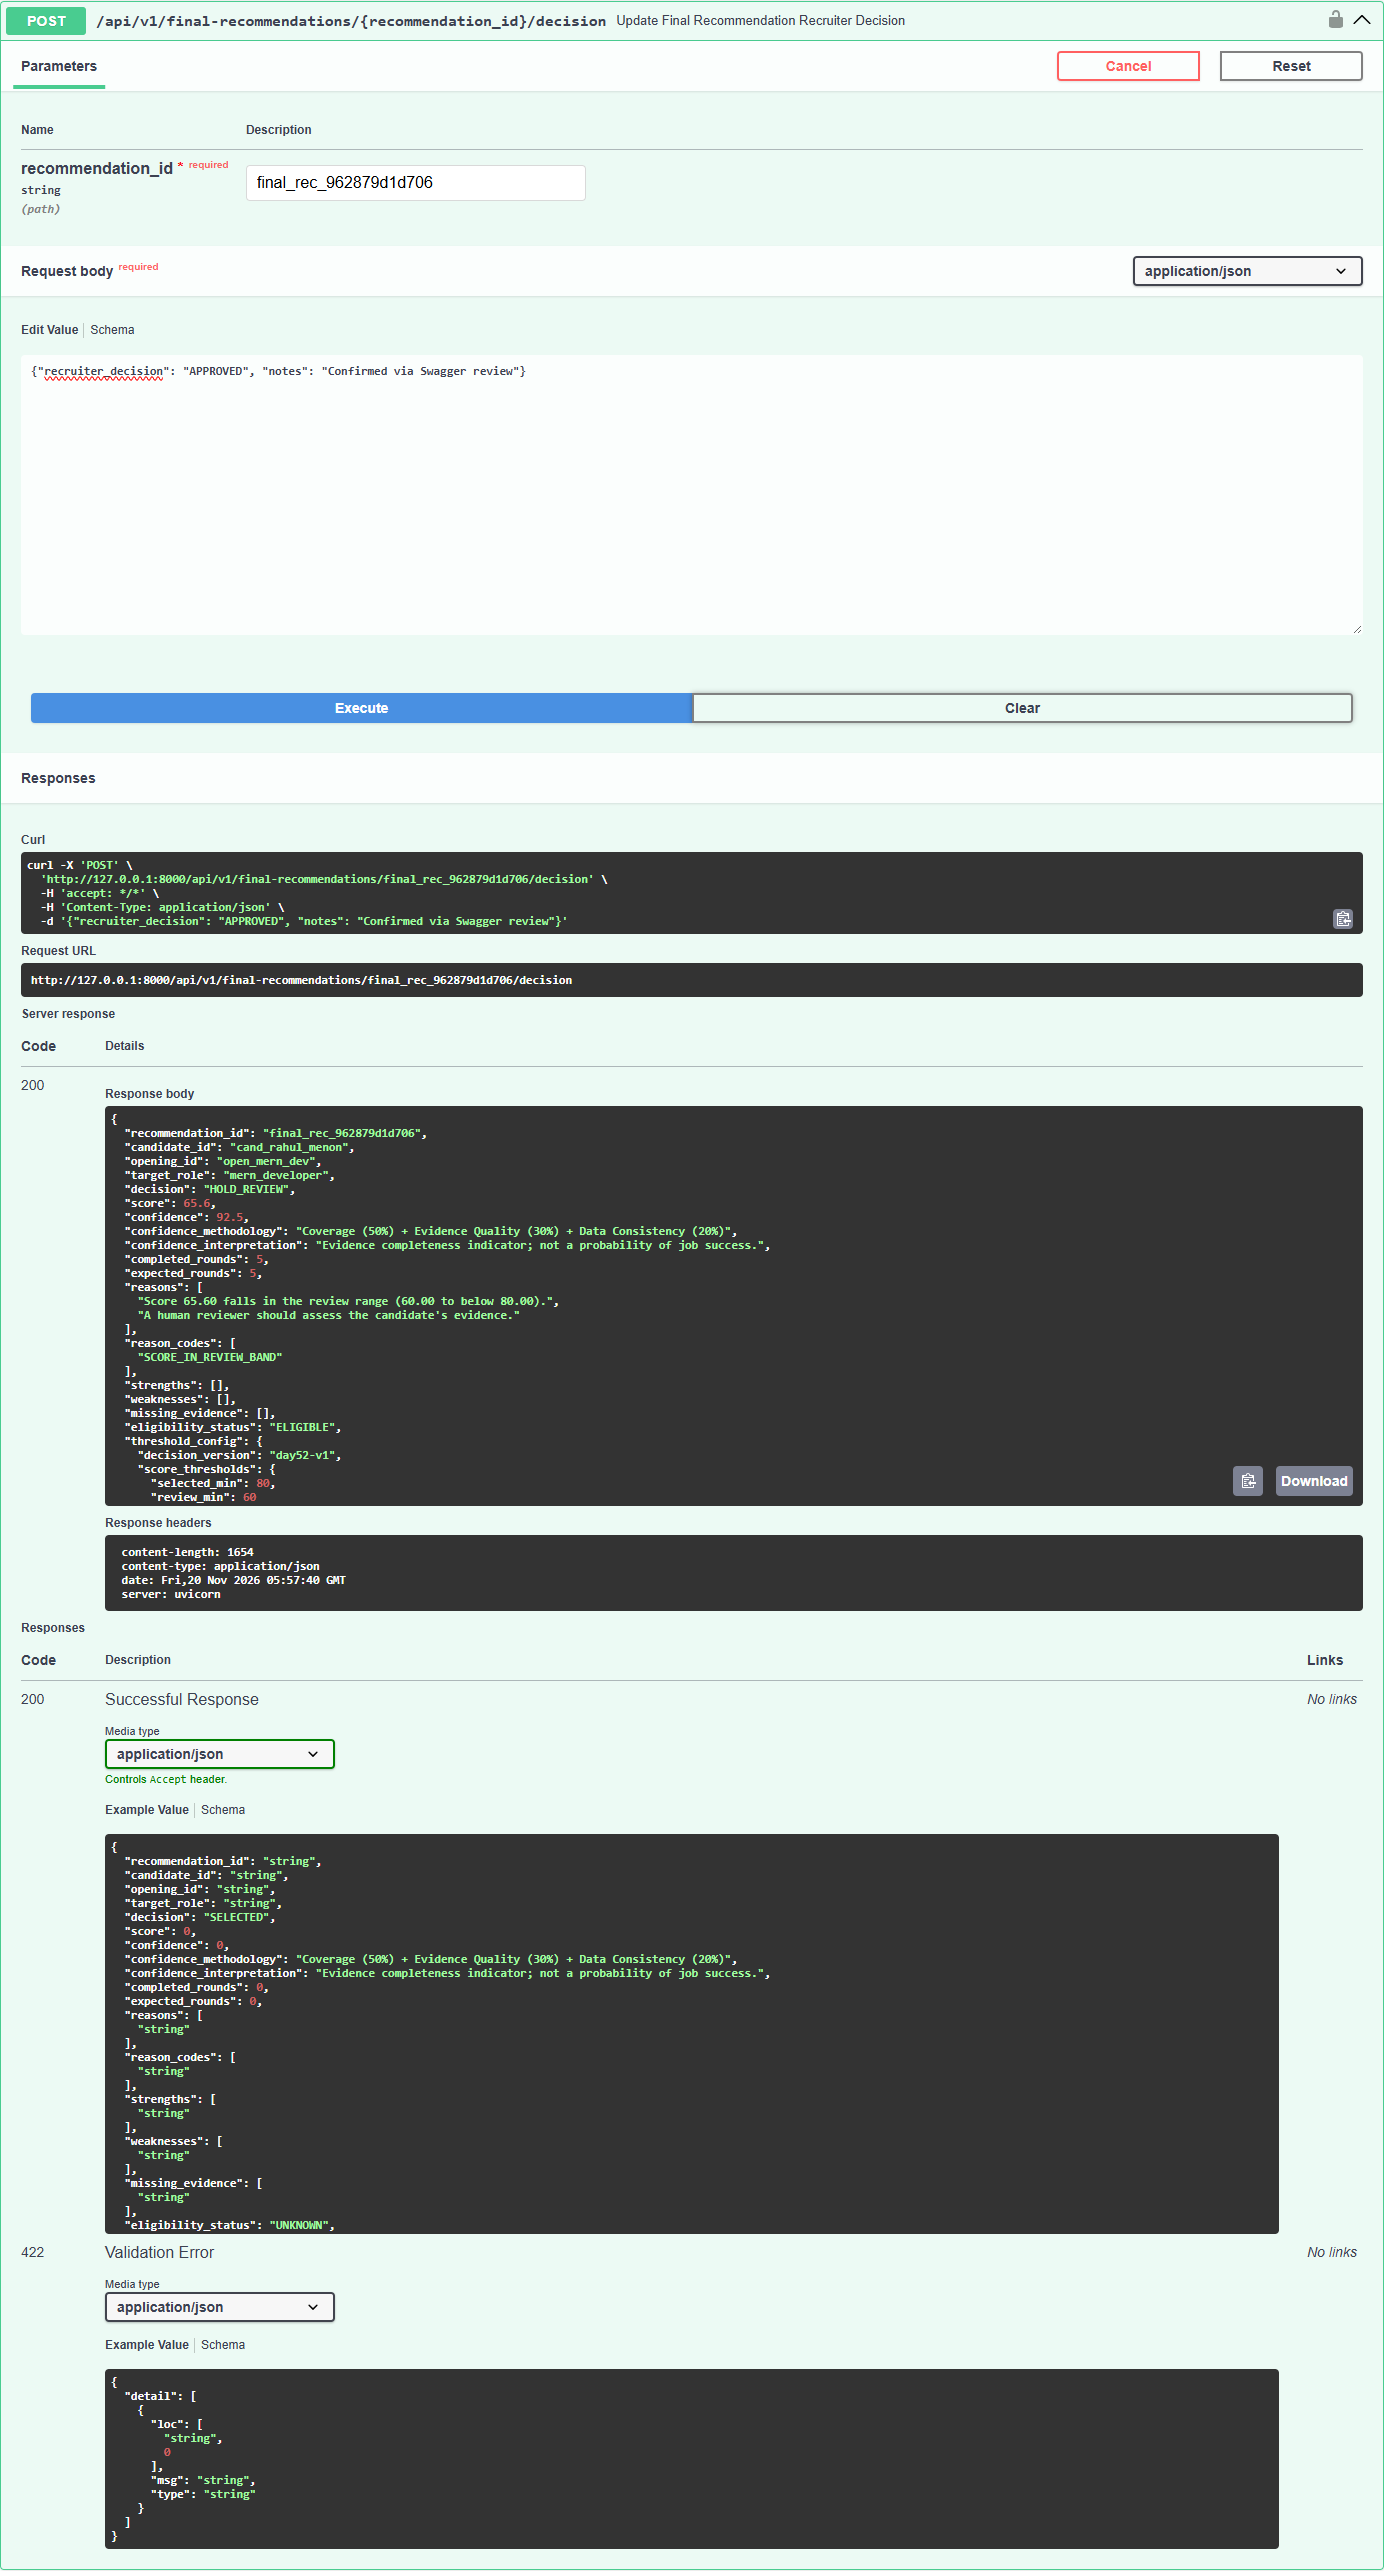 POST /api/v1/final-recommendations/{recommendation_id}/decision Update Final Recommendation Recruiter Decision
Parameters
Cancel
Reset
Name Description
recommendation_id * required
string
(path)
final_rec_962879d1d706
Request body required
application/json
Edit Value | Schema
{"recruiter_decision": "APPROVED", "notes": "Confirmed via Swagger review"}
Execute
Clear
Responses
Curl
curl -X 'POST' \
'http://127.0.0.1:8000/api/v1/final-recommendations/final_rec_962879d1d706/decision' \
-H 'accept: */*' \
-H 'Content-Type: application/json' \
-d '{"recruiter_decision": "APPROVED", "notes": "Confirmed via Swagger review"}'
Request URL
http://127.0.0.1:8000/api/v1/final-recommendations/final_rec_962879d1d706/decision
Server response
Code Details
200
Response body
{
"recommendation_id": "final_rec_962879d1d706",
"candidate_id": "cand_rahul_menon",
"opening_id": "open_mern_dev",
"target_role": "mern_developer",
"decision": "HOLD_REVIEW",
"score": 65.6,
"confidence": 92.5,
"confidence_methodology": "Coverage (50%) + Evidence Quality (30%) + Data Consistency (20%)",
"confidence_interpretation": "Evidence completeness indicator; not a probability of job success.",
"completed_rounds": 5,
"expected_rounds": 5,
"reasons": [
"Score 65.60 falls in the review range (60.00 to below 80.00).",
"A human reviewer should assess the candidate's evidence."
],
"reason_codes": [
"SCORE_IN_REVIEW_BAND"
],
"strengths": [],
"weaknesses": [],
"missing_evidence": [],
"eligibility_status": "ELIGIBLE",
"threshold_config": {
"decision_version": "day52-v1",
"score_thresholds": {
"selected_min": 80,
"review_min": 60
Download
Response headers
content-length: 1654
content-type: application/json
date: Fri,20 Nov 2026 05:57:40 GMT
server: uvicorn
Responses
Code Description Links
200 Successful Response No links
Media type
application/json
Controls Accept header.
Example Value | Schema
{
"recommendation_id": "string",
"candidate_id": "string",
"opening_id": "string",
"target_role": "string",
"decision": "SELECTED",
"score": 0,
"confidence": 0,
"confidence_methodology": "Coverage (50%) + Evidence Quality (30%) + Data Consistency (20%)",
"confidence_interpretation": "Evidence completeness indicator; not a probability of job success.",
"completed_rounds": 0,
"expected_rounds": 0,
"reasons": [
"string"
],
"reason_codes": [
"string"
],
"strengths": [
"string"
],
"weaknesses": [
"string"
],
"missing_evidence": [
"string"
],
"eligibility_status": "UNKNOWN",
422 Validation Error No links
Media type
application/json
Example Value | Schema
{
"detail": [
{
"loc": [
"string",
0
],
"msg": "string",
"type": "string"
}
]
}